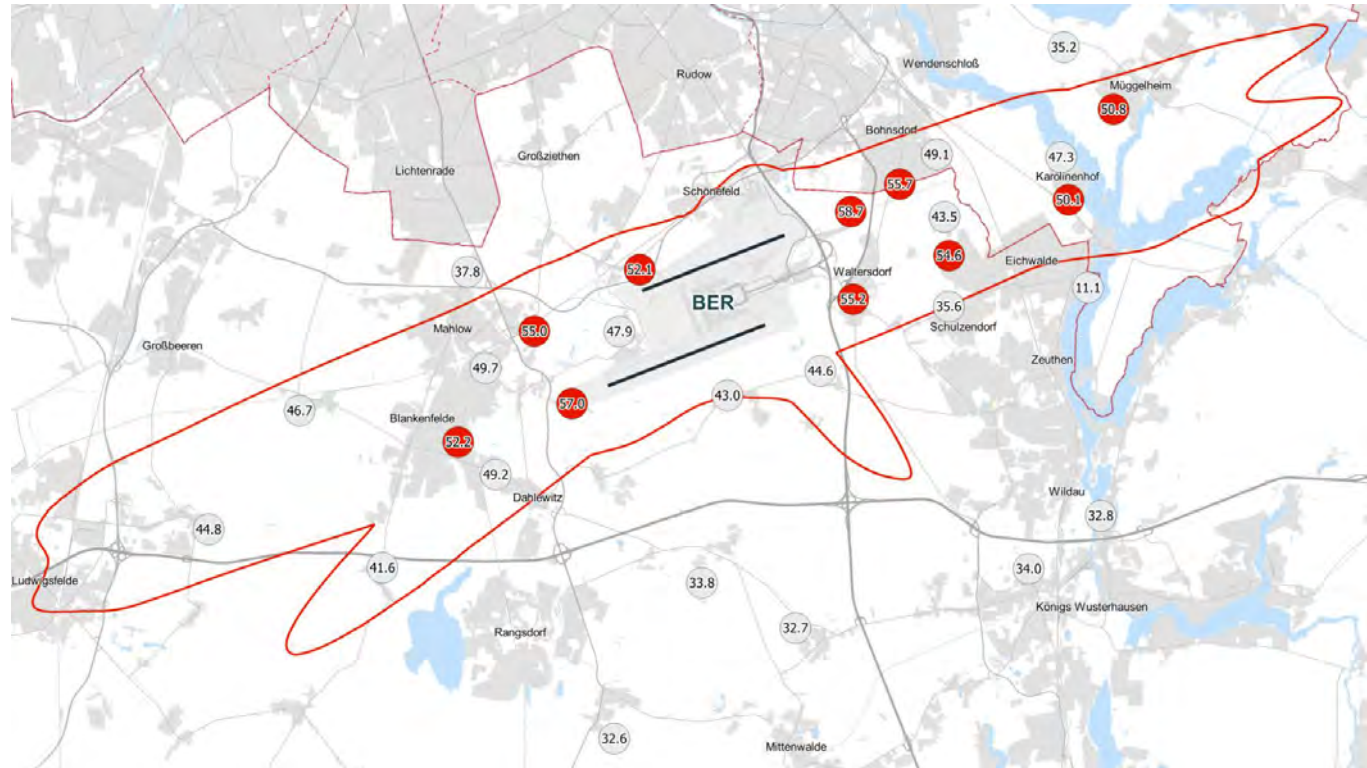 35.2
Wendenschloß
Rudow
Müggelheim
50.8
Bohnsdorf
49.1
47.3
Großziethen
Lichtenrade
Karolinenhof
Schönefeld
55.7
50.1
58.7
43.5
54.6
Eichwalde
37.8
52.1
Waltersdorf
11.1
BER
55.2
35.6
Schulzendorf
Mahlow
55.0
47.9
Großbeeren
Zeuthen
49.7
44.6
43.0
46.7
57.0
Blankenfelde
52.2
49.2
Dahlewitz
Wildau
32.8
44.8
41.6
34.0
Ludwigsfelde
33.8
Königs Wusterhausen
32.7
Rangsdorf
32.6
Mittenwalde